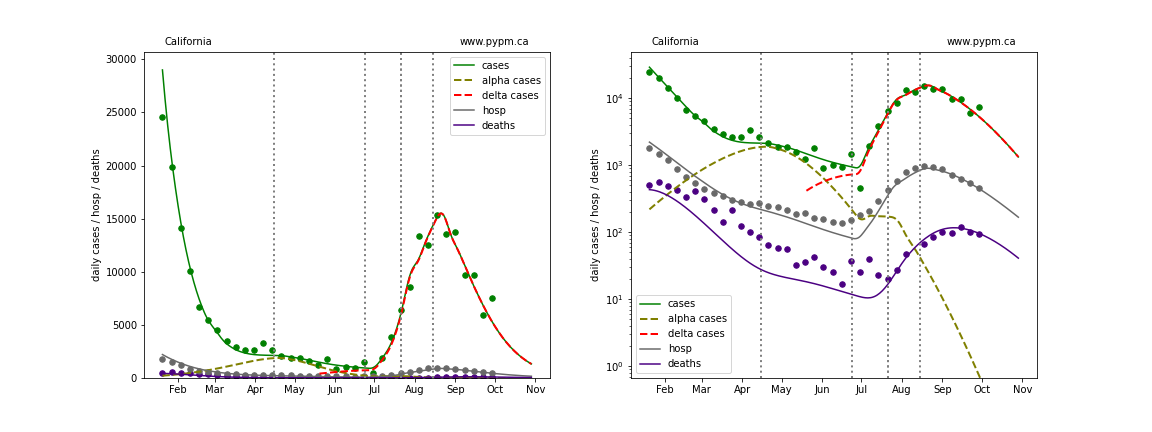 California www.pypm.ca
30000
25000
20000
15000
10000
5000
0
daily cases / hosp / deaths
cases
alpha cases
delta cases
hosp
deaths
Feb Mar Apr May Jun Jul Aug Sep Oct Nov
California www.pypm.ca
10^4
10^3
10^2
10^1
10^0
daily cases / hosp / deaths
cases
alpha cases
delta cases
hosp
deaths
Feb Mar Apr May Jun Jul Aug Sep Oct Nov